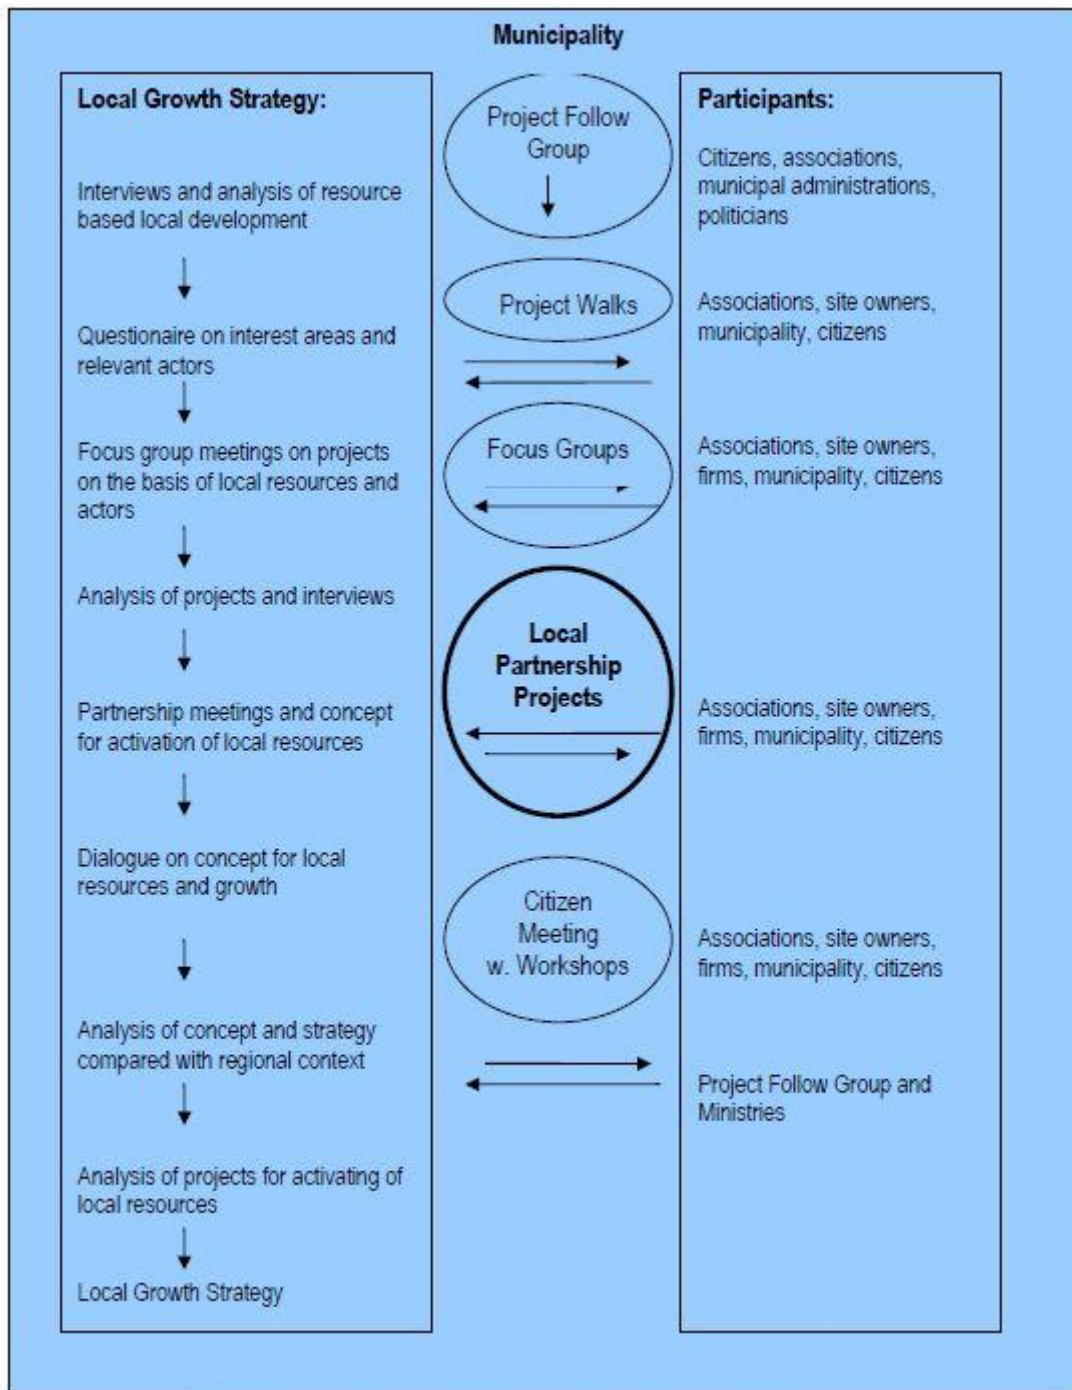 Municipality
Local Growth Strategy:
Interviews and analysis of resource
based local development
Questionaire on interest areas and
relevant actors
Focus group meetings on projects
on the basis of local resources and
actors
Analysis of projects and interviews
Partnership meetings and concept
for activation of local resources
Dialogue on concept for local
resources and growth
Analysis of concept and strategy
compared with regional context
Analysis of projects for activating of
local resources
Local Growth Strategy
Project Follow
Group
Project Walks
Focus Groups
Local
Partnership
Projects
Citizen
Meeting
w. Workshops
Participants:
Citizens, associations,
municipal administrations,
politicians
Associations, site owners,
municipality, citizens
Associations, site owners,
firms, municipality, citizens
Associations, site owners,
firms, municipality, citizens
Associations, site owners,
firms, municipality, citizens
Project Follow Group and
Ministries